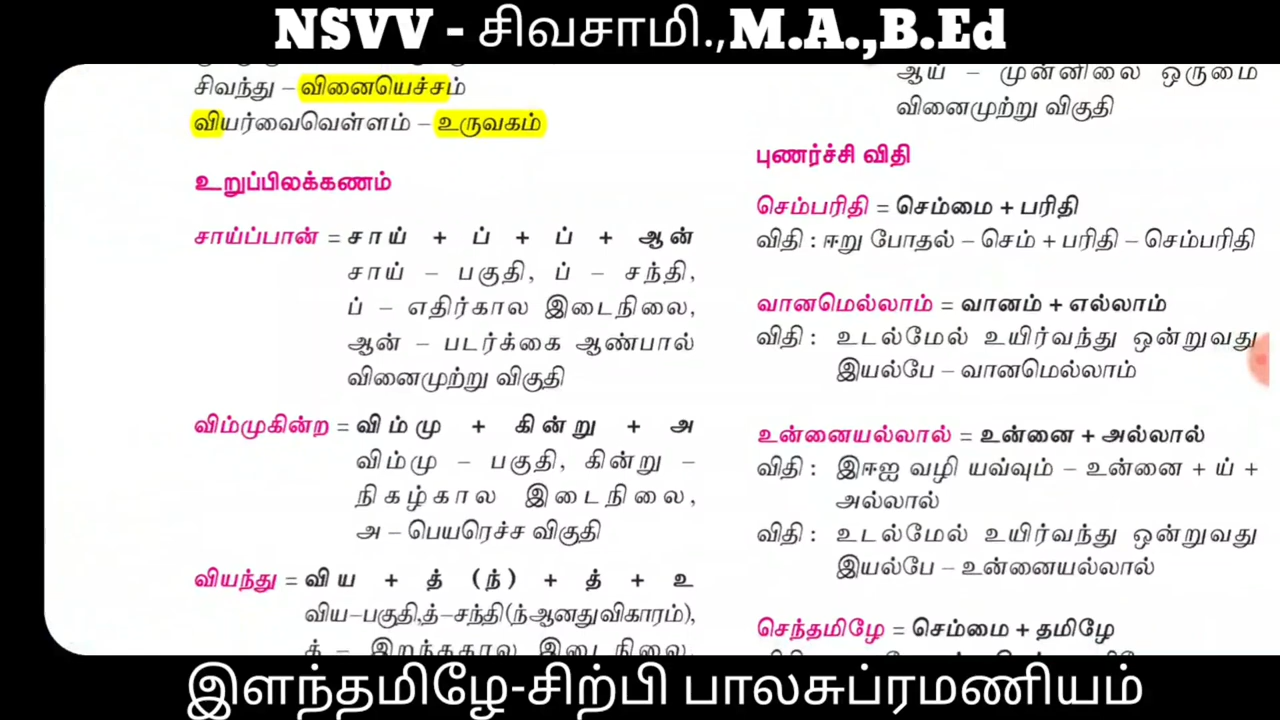 NSVV - சிவசாமி.,M.A.,B.Ed
சிவந்து – வினையெச்சம்
வியர்வைவெள்ளம் – உருவகம்
உறுப்பிலக்கணம்
சாய்ப்பான் = சாய் + ப் + ப் + ஆன்
சாய் – பகுதி, ப் – சந்தி,
ப் – எதிர்கால இடைநிலை,
ஆன் – படர்க்கை ஆண்பால்
வினைமுற்று விகுதி
விம்முகின்ற = விம்மு + கின்று + அ
விம்மு – பகுதி, கின்று –
நிகழ்கால இடைநிலை,
அ – பெயரெச்ச விகுதி
வியந்து = விய + த் (ந்) + த் + உ
விய–பகுதி,த்–சந்தி(ந்ஆனதுவிகாரம்),
த் – இறந்தகால இடைநிலை,
ஆய் – முன்னிலை ஒருமை
வினைமுற்று விகுதி
புணர்ச்சி விதி
செம்பரிதி = செம்மை + பரிதி
விதி : ஈறு போதல் – செம் + பரிதி – செம்பரிதி
வானமெல்லாம் = வானம் + எல்லாம்
விதி : உடல்மேல் உயிர்வந்து ஒன்றுவது
இயல்பே – வானமெல்லாம்
உன்னையல்லால் = உன்னை + அல்லால்
விதி : இஈஐ வழி யவ்வும் – உன்னை + ய் +
அல்லால்
விதி : உடல்மேல் உயிர்வந்து ஒன்றுவது
இயல்பே – உன்னையல்லால்
செந்தமிழே = செம்மை + தமிழே
இளந்தமிழே-சிற்பி பாலசுப்ரமணியம்